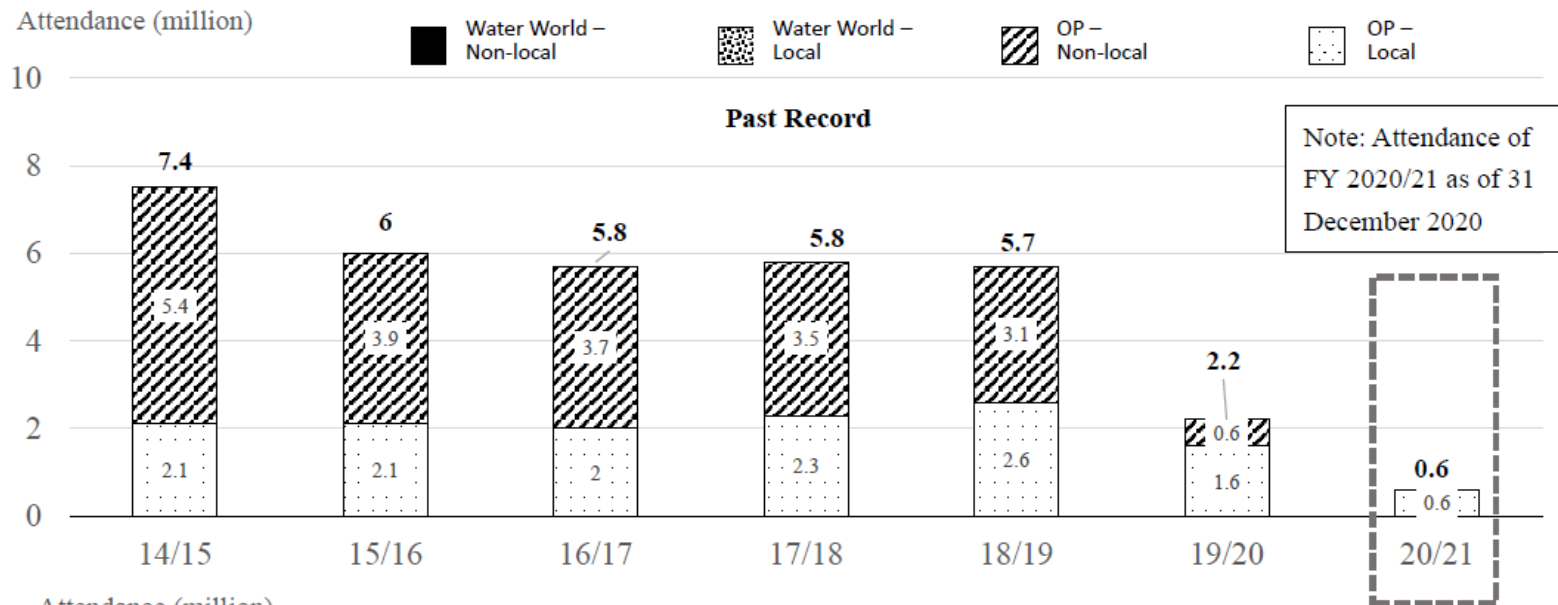 Attendance (million)
Water World –
Non-local
Water World –
Local
OP –
Non-local
OP –
Local
10
Past Record
Note: Attendance of
FY 2020/21 as of 31
December 2020
8
7.4
6
5.8
5.8
5.7
6
5.4
3.9
3.7
3.5
3.1
4
2.2
0.6
2
2.1
2.1
2
2.3
2.6
1.6
0.6
0.6
0
14/15
15/16
16/17
17/18
18/19
19/20
20/21
Attendance (million)